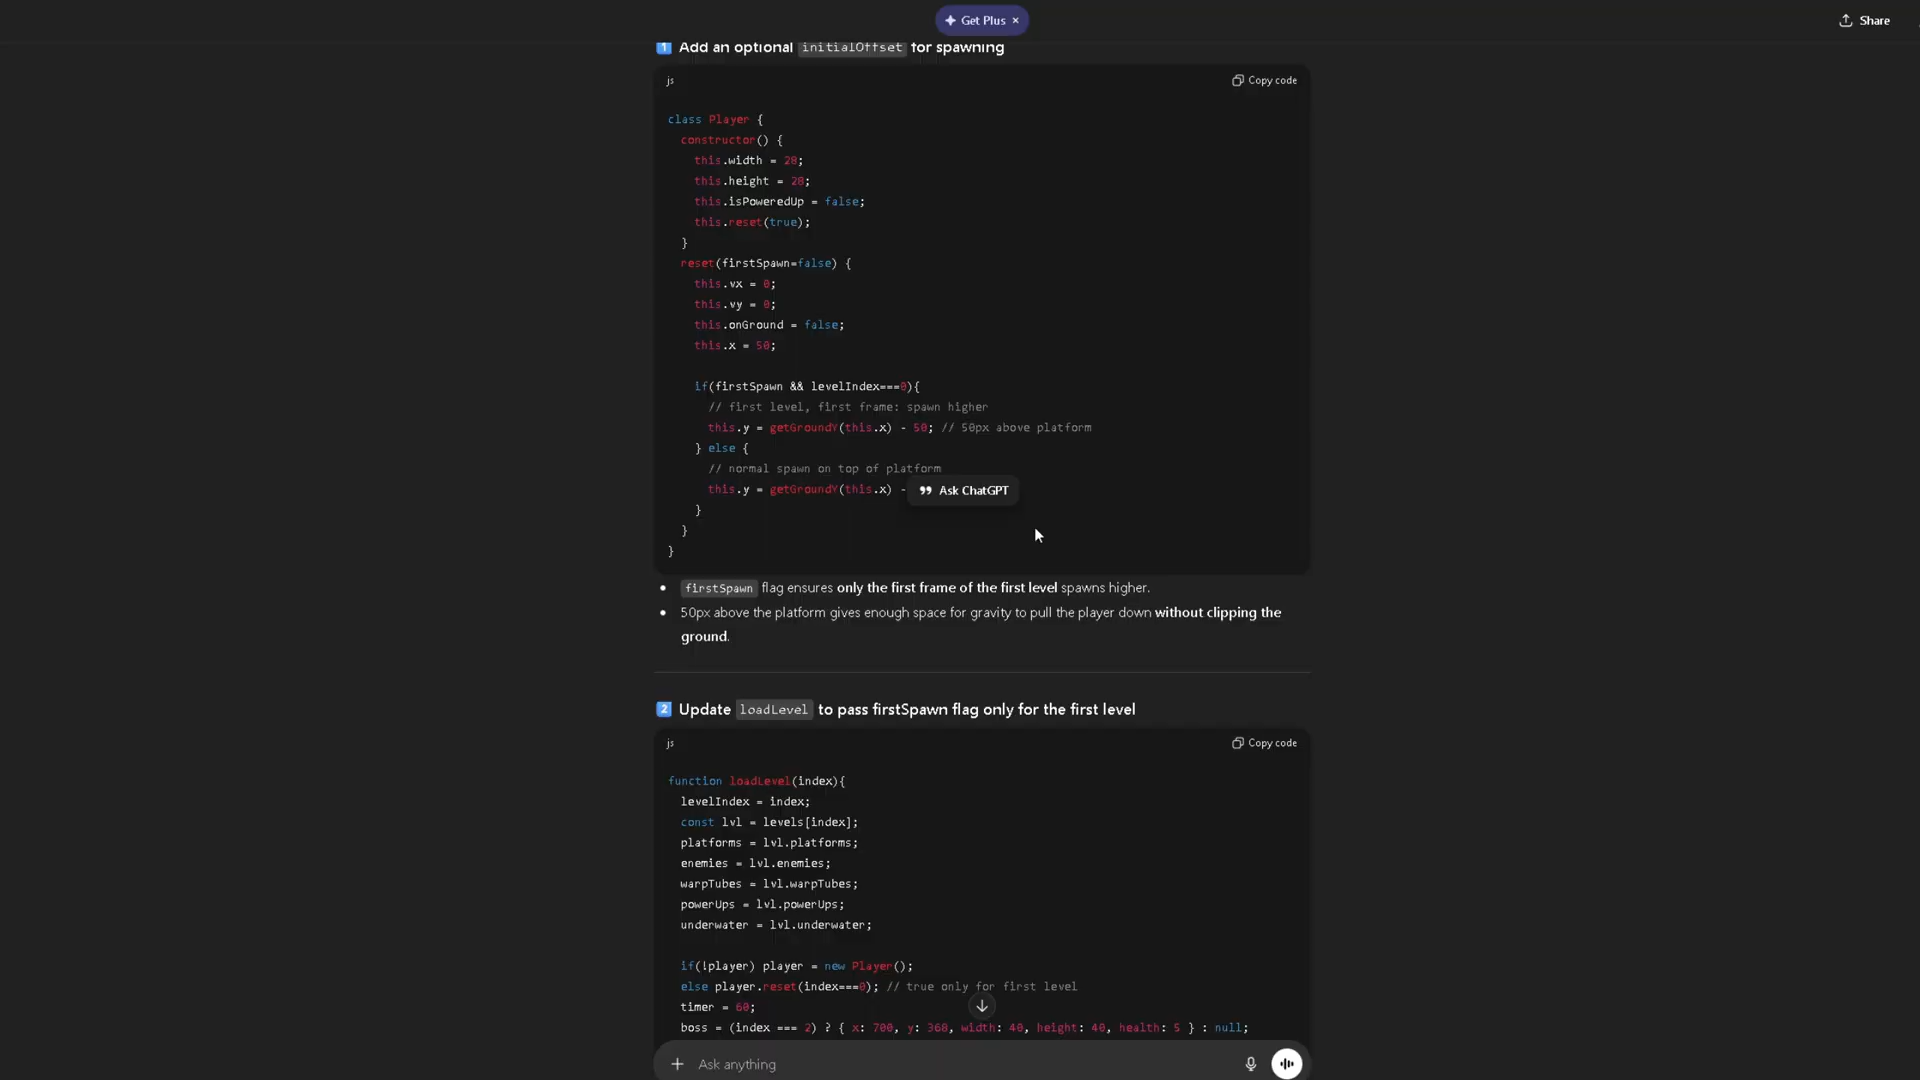 Get Plus ×
Share
1 Add an optional initialOffset for spawning
js
Copy code
class Player {
constructor() {
this.width = 28;
this.height = 28;
this.isPoweredUp = false;
this.reset(true);
}
reset(firstSpawn=false) {
this.vx = 0;
this.vy = 0;
this.onGround = false;
this.x = 50;
if(firstSpawn && levelIndex===0){
// first level, first frame: spawn higher
this.y = getGroundY(this.x) - 50; // 50px above platform
} else {
// normal spawn on top of platform
this.y = getGroundY(this.x) -
Ask ChatGPT
}
}
}
• firstSpawn flag ensures only the first frame of the first level spawns higher.
• 50px above the platform gives enough space for gravity to pull the player down without clipping the
ground.
2 Update loadLevel to pass firstSpawn flag only for the first level
js
Copy code
function loadLevel(index){
levelIndex = index;
const lvl = levels[index];
platforms = lvl.platforms;
enemies = lvl.enemies;
warpTubes = lvl.warpTubes;
powerUps = lvl.powerUps;
underwater = lvl.underwater;
if(!player) player = new Player();
else player.reset(index===0); // true only for first level
timer = 60;
boss = (index === 2) ? { x: 700, y: 360, width: 40, height: 40, health: 5 } : null;
Ask anything